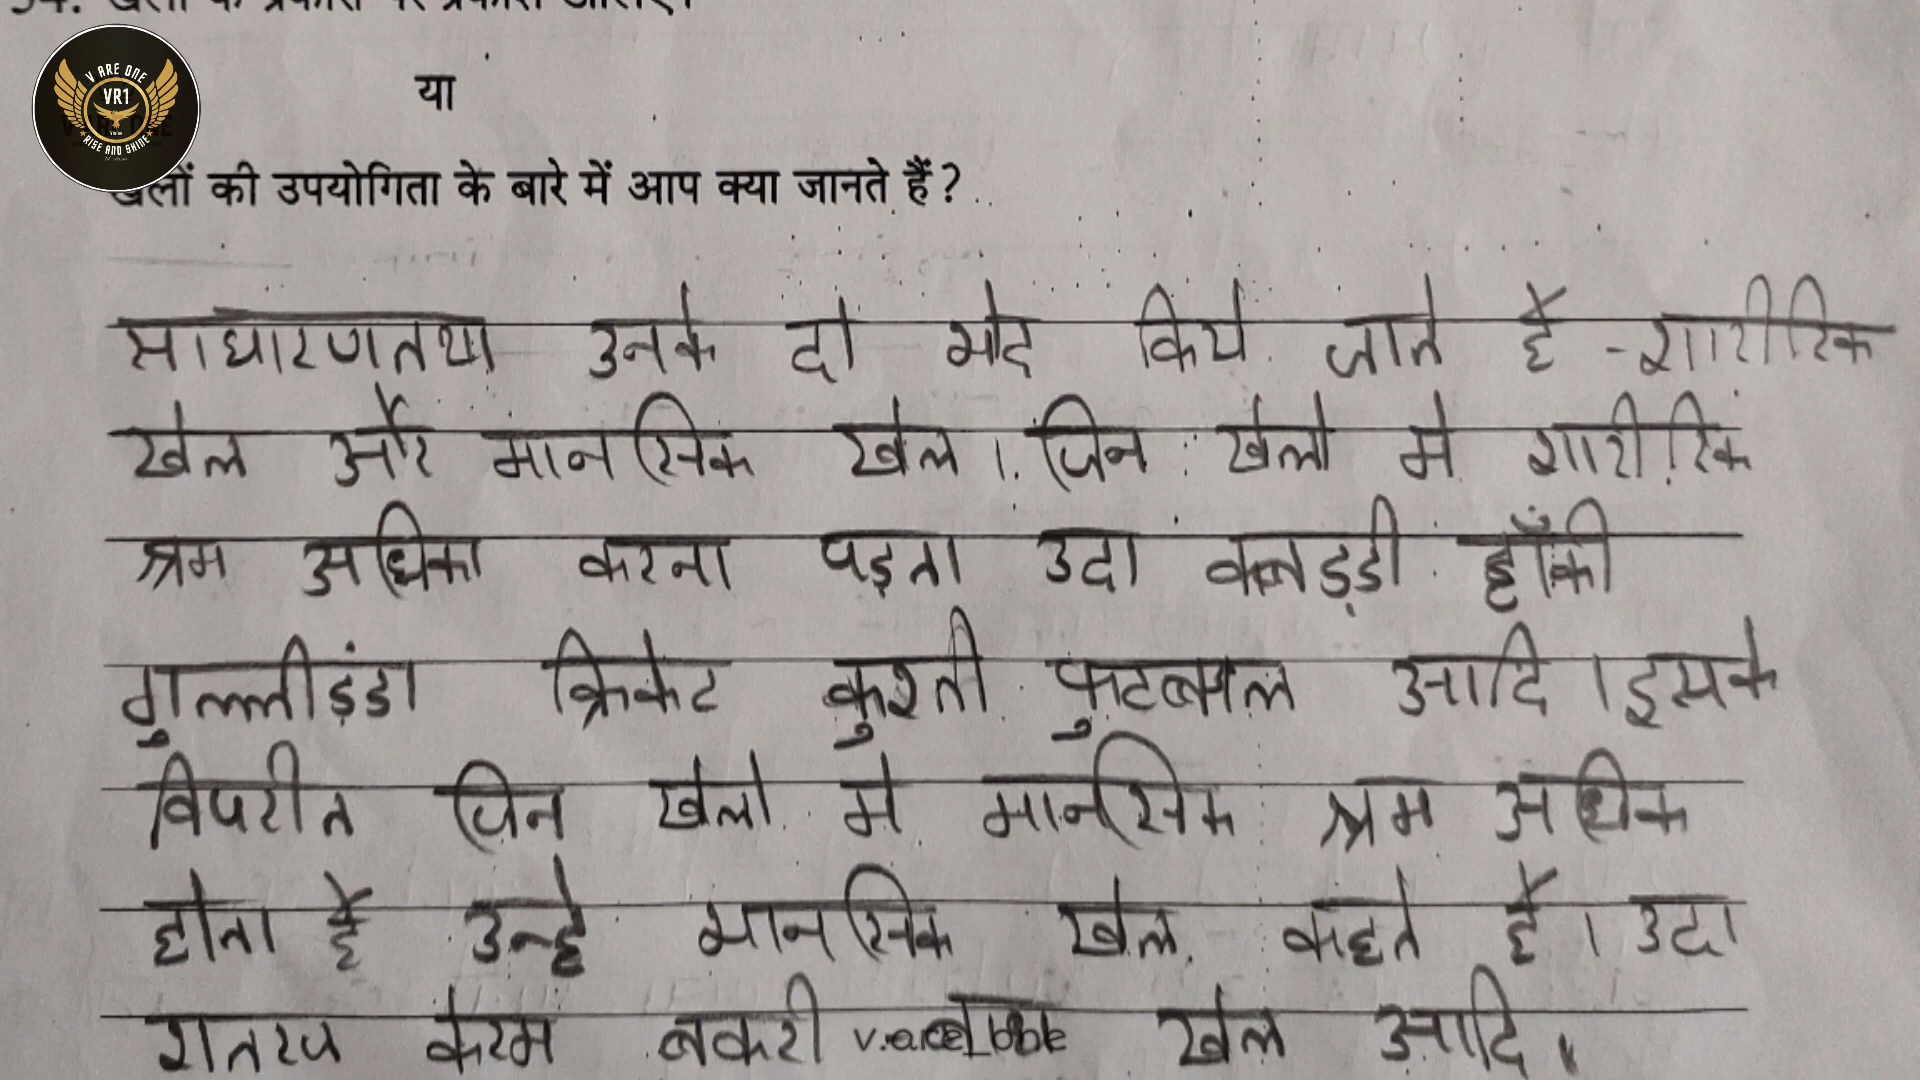 V ARE ONE
VR1
RISE AND SHINE
या
खेलों की उपयोगिता के बारे में आप क्या जानते हैं?
साधारणतया उनके दो भेद किये जाते है - शारीरिक
खेल और मानसिक खेल । जिन खेलो मे शारीरिक
श्रम अधिक करना पड़ता उदा कबड्डी हॉकी
गुल्लीडंडा क्रिकेट कुश्ती फुटबाल आदि । इसके
विपरीत जिन खेलो मे मानसिक श्रम अधिक
होता है उन्हे मानसिक खेल कहते है । उदा
शतरंज केरम बकरी खेल आदि ।